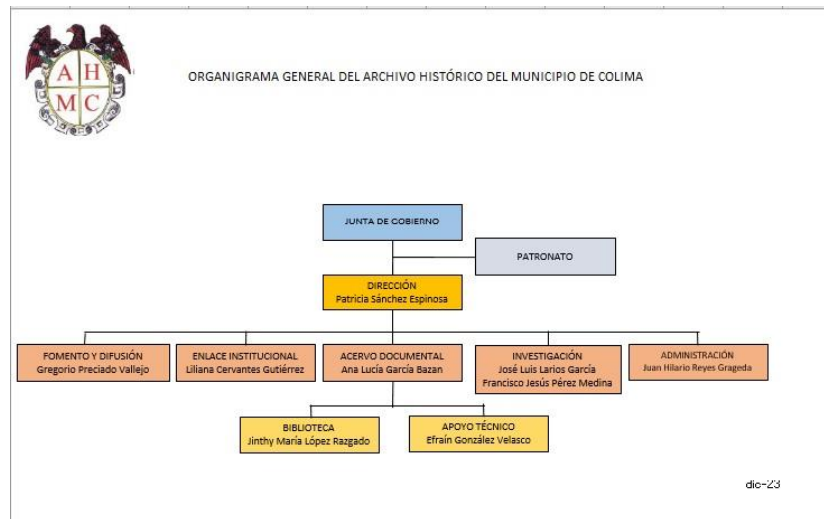 A H
M C
ORGANIGRAMA GENERAL DEL ARCHIVO HISTÓRICO DEL MUNICIPIO DE COLIMA
JUNTA DE GOBIERNO
PATRONATO
DIRECCIÓN
Patricia Sánchez Espinosa
FOMENTO Y DIFUSIÓN
Gregorio Preciado Vallejo
ENLACE INSTITUCIONAL
Liliana Cervantes Gutiérrez
ACERVO DOCUMENTAL
Ana Lucía García Bazan
INVESTIGACIÓN
José Luis Larios García
Francisco Jesús Pérez Medina
ADMINISTRACIÓN
Juan Hilario Reyes Grageda
BIBLIOTECA
Jinthy María López Razgado
APOYO TÉCNICO
Efraín González Velasco
dic-23